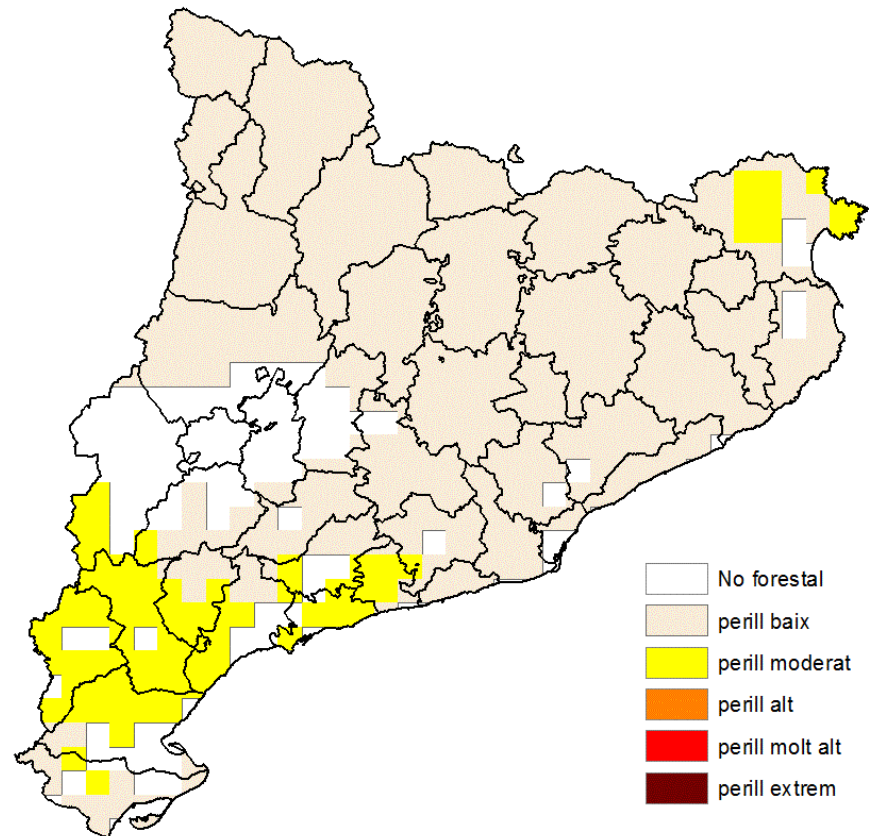 No forestal
perill baix
perill moderat
perill alt
perill molt alt
perill extrem